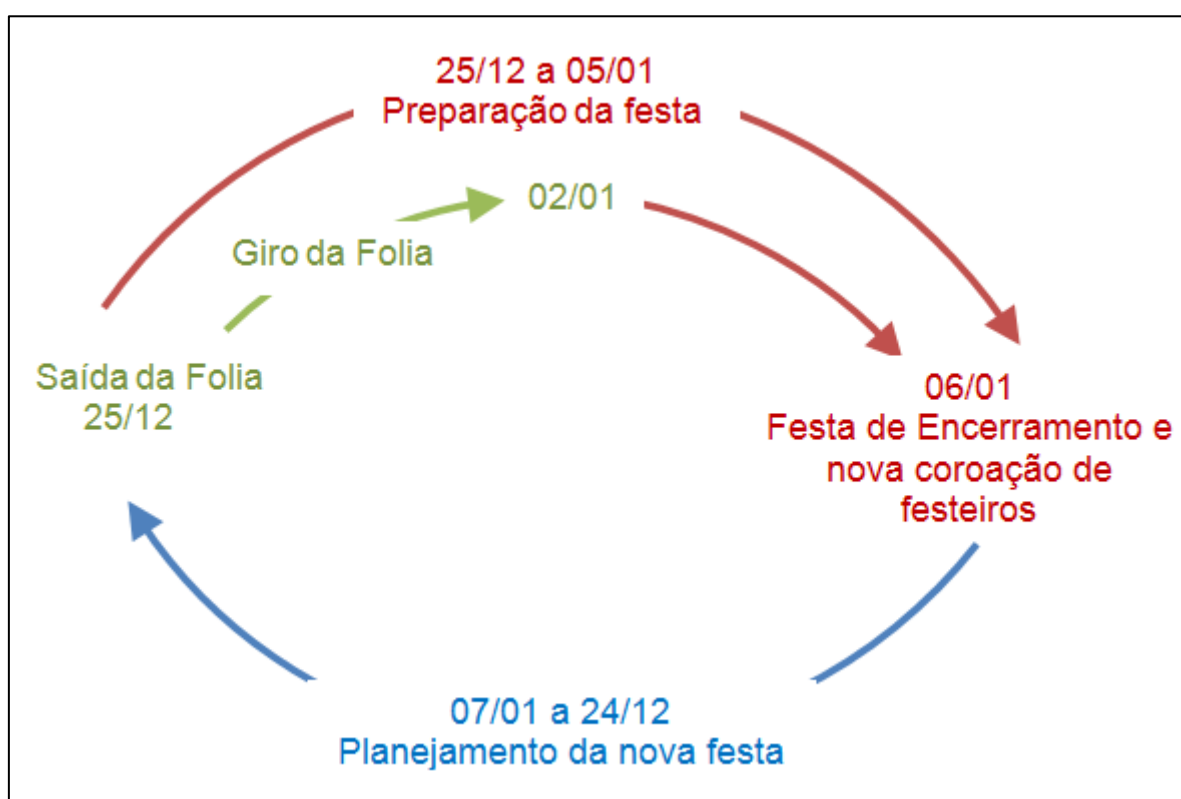 25/12 a 05/01
Preparação da festa
02/01
Giro da Folia
Saída da Folia
25/12
06/01
Festa de Encerramento e
nova coroação de
festeiros
07/01 a 24/12
Planejamento da nova festa